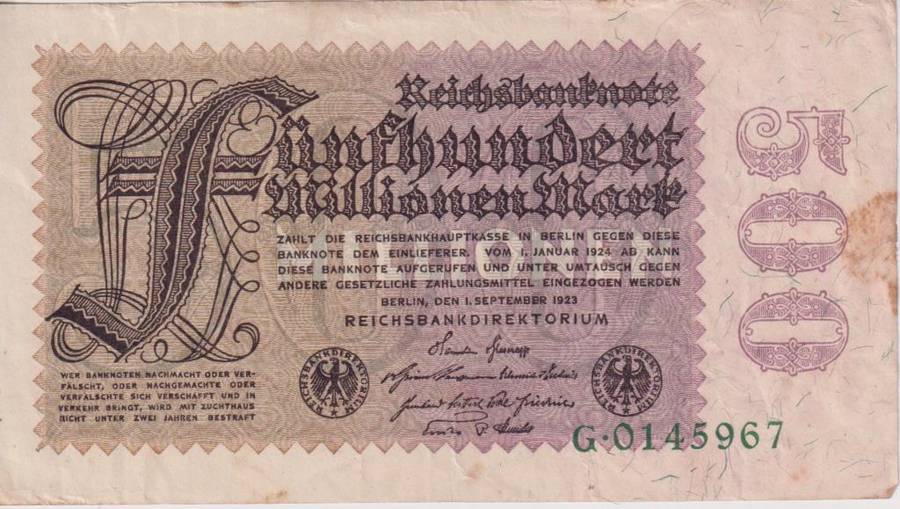 Reichsbanknote
Fünfhundert
Millionen Mark
ZAHLT DIE REICHSBANKHAUPTKASSE IN BERLIN GEGEN DIESE
BANKNOTE DEM EINLIEFERER. VOM 1. JANUAR 1924 AB KANN
DIESE BANKNOTE AUFGERUFEN UND UNTER UMTAUSCH GEGEN
ANDERE GESETZLICHE ZAHLUNGSMITTEL EINGEZOGEN WERDEN
BERLIN, DEN 1. SEPTEMBER 1923
REICHSBANKDIREKTORIUM
WER BANKNOTEN NACHMACHT ODER VER-
FÄLSCHT, ODER NACHGEMACHTE ODER
VERFÄLSCHTE SICH VERSCHAFFT UND IN
VERKEHR BRINGT, WIRD MIT ZUCHTHAUS
NICHT UNTER ZWEI JAHREN BESTRAFT
REICHSBANKDIREKTORIUM
REICHSBANKDIREKTORIUM
G·0145967
500